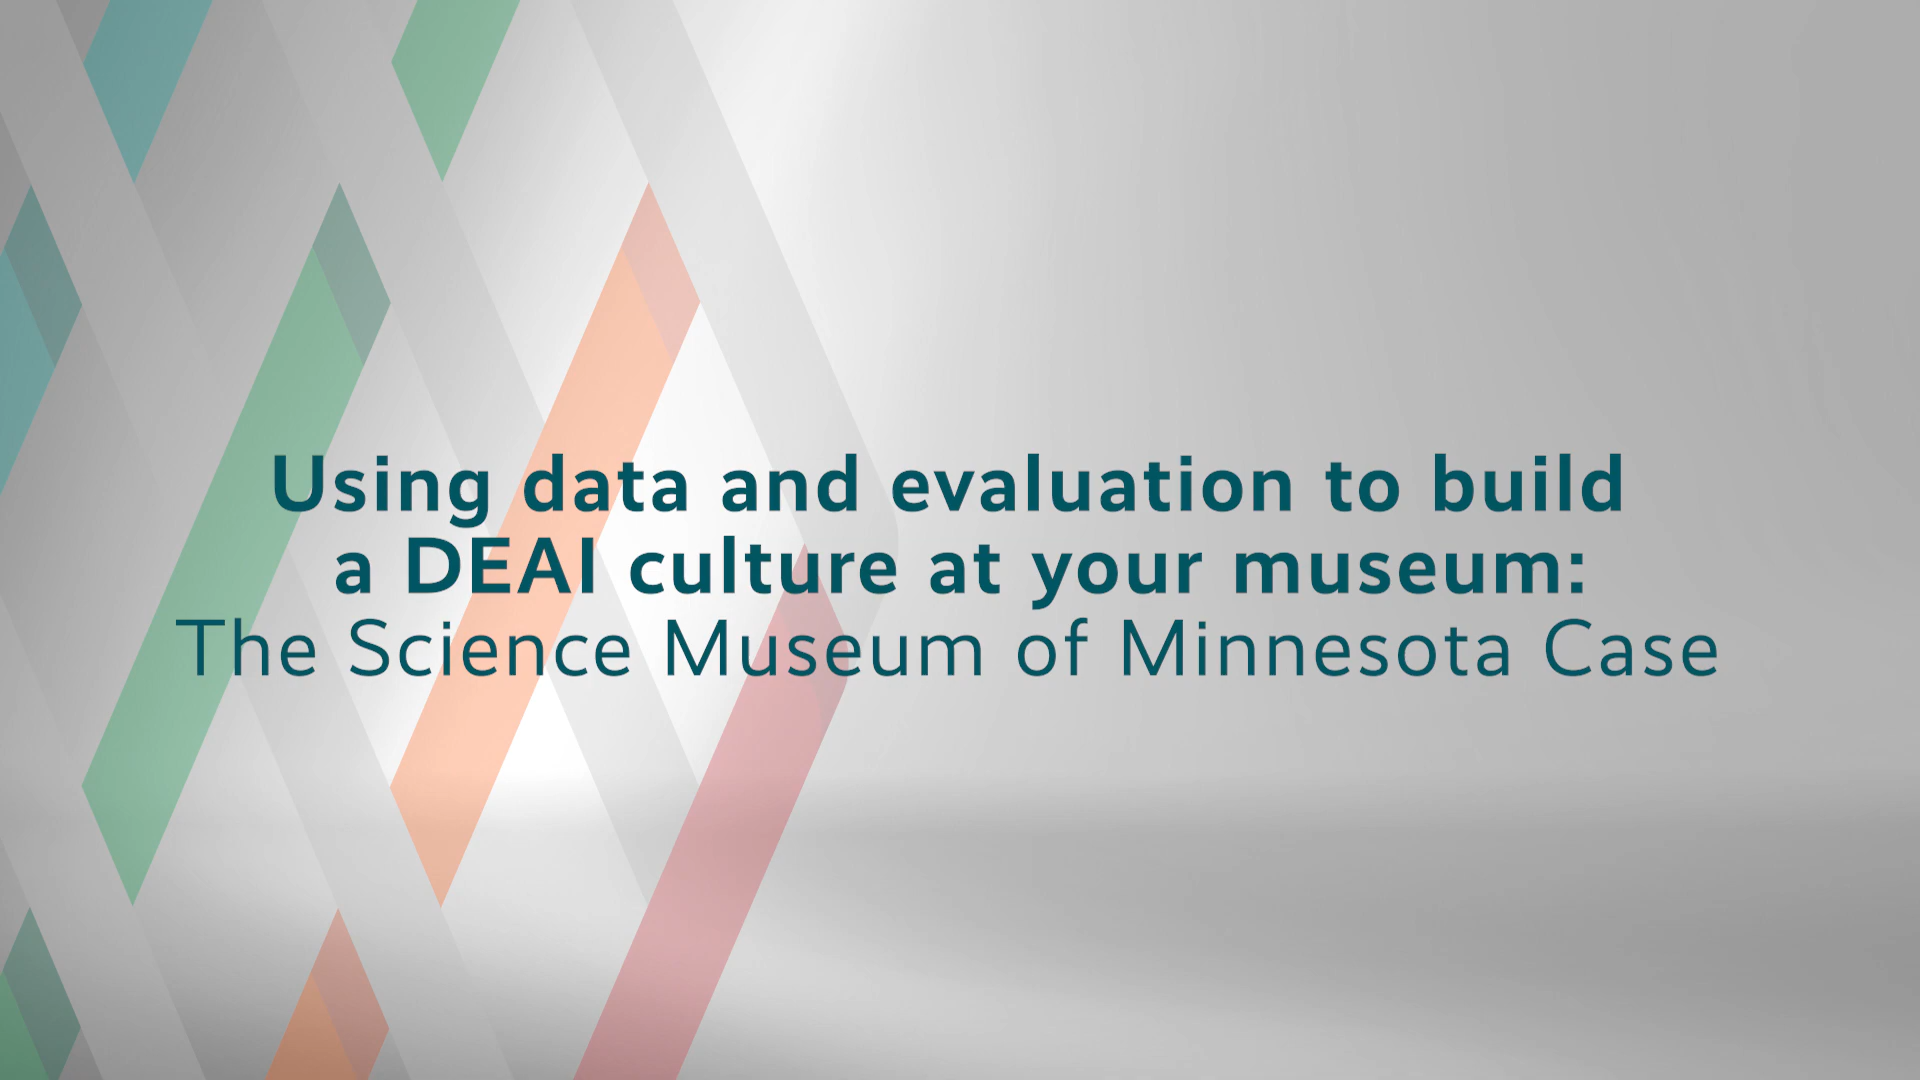 Using data and evaluation to build
a DEAI culture at your museum:
The Science Museum of Minnesota Case